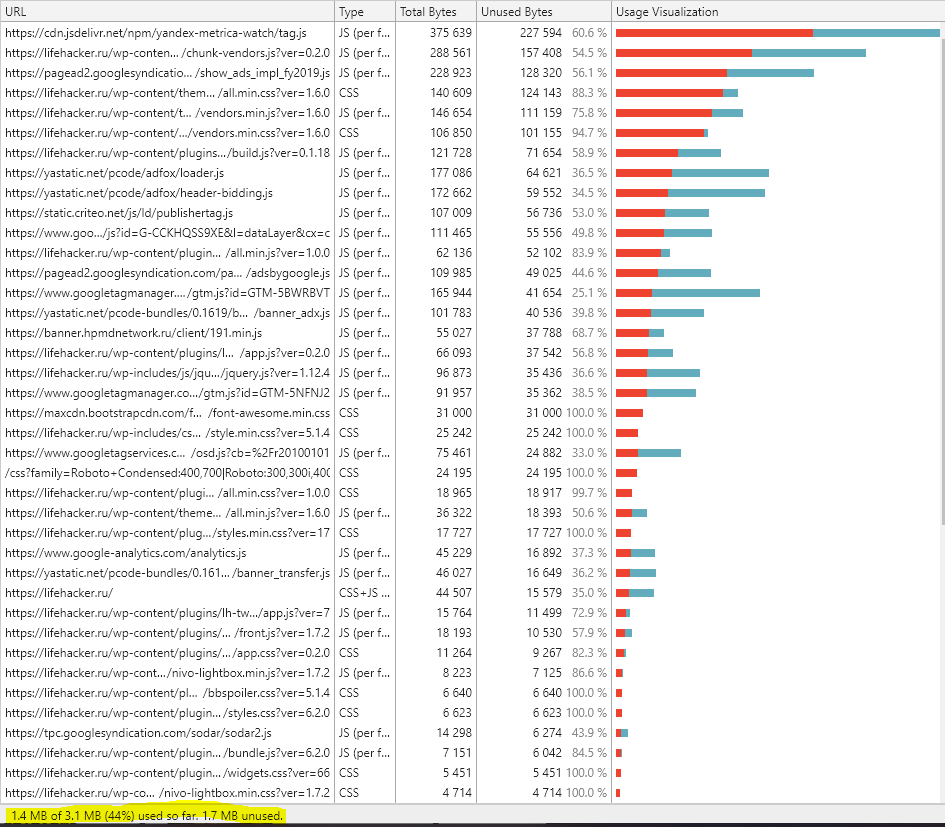 URL Type Total Bytes Unused Bytes Usage Visualization
https://cdn.jsdelivr.net/npm/yandex-metrica-watch/tag.js JS (per f... 375 639 227 594 60.6 %
https://lifehacker.ru/wp-conten... /chunk-vendors.js?ver=0.2.0 JS (per f... 288 561 157 408 54.5 %
https://pagead2.googlesyndicatio... /show_ads_impl_fy2019.js JS (per f... 228 923 128 320 56.1 %
https://lifehacker.ru/wp-content/them... /all.min.css?ver=1.6.0 CSS 140 609 124 143 88.3 %
https://lifehacker.ru/wp-content/t... /vendors.min.js?ver=1.6.0 JS (per f... 146 654 111 159 75.8 %
https://lifehacker.ru/wp-content/.../vendors.min.css?ver=1.6.0 CSS 106 850 101 155 94.7 %
https://lifehacker.ru/wp-content/plugins... /build.js?ver=0.1.18 JS (per f... 121 728 71 654 58.9 %
https://yastatic.net/pcode/adfox/loader.js JS (per f... 177 086 64 621 36.5 %
https://yastatic.net/pcode/adfox/header-bidding.js JS (per f... 172 662 59 552 34.5 %
https://static.criteo.net/js/ld/publishertag.js JS (per f... 107 009 56 736 53.0 %
https://www.goo.../js?id=G-CCKHQSS9XE&l=dataLayer&cx=c JS (per f... 111 465 55 556 49.8 %
https://lifehacker.ru/wp-content/plugin... /all.min.js?ver=1.0.0 JS (per f... 62 136 52 102 83.9 %
https://pagead2.googlesyndication.com/pa... /adsbygoogle.js JS (per f... 109 985 49 025 44.6 %
https://www.googletagmanager.... /gtm.js?id=GTM-5BWRBVT JS (per f... 165 944 41 654 25.1 %
https://yastatic.net/pcode-bundles/0.1619/b... /banner_adx.js JS (per f... 101 783 40 536 39.8 %
https://banner.hpmdnetwork.ru/client/191.min.js JS (per f... 55 027 37 788 68.7 %
https://lifehacker.ru/wp-content/plugins/l... /app.js?ver=0.2.0 JS (per f... 66 093 37 542 56.8 %
https://lifehacker.ru/wp-includes/js/jqu... /jquery.js?ver=1.12.4 JS (per f... 96 873 35 436 36.6 %
https://www.googletagmanager.co... /gtm.js?id=GTM-5NFNJ2 JS (per f... 91 957 35 362 38.5 %
https://maxcdn.bootstrapcdn.com/f... /font-awesome.min.css CSS 31 000 31 000 100.0 %
https://lifehacker.ru/wp-includes/cs... /style.min.css?ver=5.1.4 CSS 25 242 25 242 100.0 %
https://www.googletagservices.c... /osd.js?cb=%2Fr20100101 JS (per f... 75 461 24 882 33.0 %
/css?family=Roboto+Condensed:400,700|Roboto:300,300i,400 CSS 24 195 24 195 100.0 %
https://lifehacker.ru/wp-content/plugi... /all.min.css?ver=1.0.0 CSS 18 965 18 917 99.7 %
https://lifehacker.ru/wp-content/theme... /all.min.js?ver=1.6.0 JS (per f... 36 322 18 393 50.6 %
https://lifehacker.ru/wp-content/plug... /styles.min.css?ver=17 CSS 17 727 17 727 100.0 %
https://www.google-analytics.com/analytics.js JS (per f... 45 229 16 892 37.3 %
https://yastatic.net/pcode-bundles/0.161... /banner_transfer.js JS (per f... 46 027 16 649 36.2 %
https://lifehacker.ru/ CSS+JS ... 44 507 15 579 35.0 %
https://lifehacker.ru/wp-content/plugins/lh-tw... /app.js?ver=7 JS (per f... 15 764 11 499 72.9 %
https://lifehacker.ru/wp-content/plugins/... /front.js?ver=1.7.2 JS (per f... 18 193 10 530 57.9 %
https://lifehacker.ru/wp-content/plugins/... /app.css?ver=0.2.0 CSS 11 264 9 267 82.3 %
https://lifehacker.ru/wp-cont.../nivo-lightbox.min.js?ver=1.7.2 JS (per f... 8 223 7 125 86.6 %
https://lifehacker.ru/wp-content/pl... /bbspoiler.css?ver=5.1.4 CSS 6 640 6 640 100.0 %
https://lifehacker.ru/wp-content/plugin... /styles.css?ver=6.2.0 CSS 6 623 6 623 100.0 %
https://tpc.googlesyndication.com/sodar/sodar2.js JS (per f... 14 298 6 274 43.9 %
https://lifehacker.ru/wp-content/plugin... /bundle.js?ver=6.2.0 JS (per f... 7 151 6 042 84.5 %
https://lifehacker.ru/wp-content/plugin... /widgets.css?ver=66 CSS 5 451 5 451 100.0 %
https://lifehacker.ru/wp-co... /nivo-lightbox.min.css?ver=1.7.2 CSS 4 714 4 714 100.0 %
1.4 MB of 3.1 MB (44%) used so far. 1.7 MB unused.